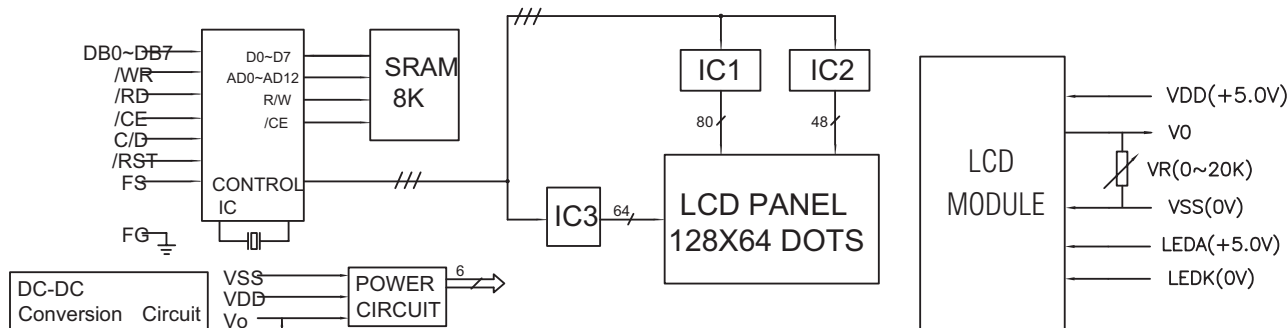 DB0~DB7
/WR
/RD
/CE
C/D
/RST
FS
FG
D0~D7
AD0~AD12
R/W
/CE
CONTROL
IC
SRAM
8K
IC1
IC2
80
48
IC3
64
LCD PANEL
128X64 DOTS
DC-DC
Conversion Circuit
VSS
VDD
Vo
POWER
CIRCUIT
6
LCD
MODULE
VDD(+5.0V)
V0
VR(0~20K)
VSS(0V)
LEDA(+5.0V)
LEDK(0V)